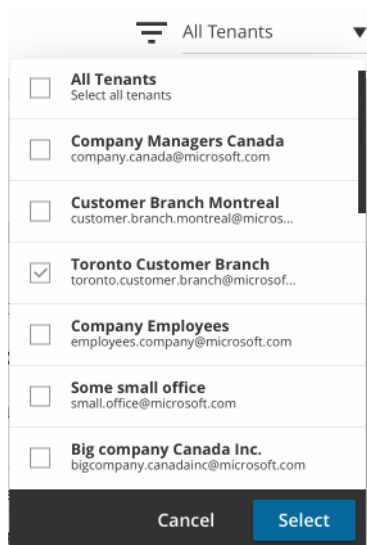 All Tenants
All Tenants
Select all tenants
Company Managers Canada
company.canada@microsoft.com
Customer Branch Montreal
customer.branch.montreal@micros...
Toronto Customer Branch
toronto.customer.branch@microsof...
Company Employees
employees.company@microsoft.com
Some small office
small.office@microsoft.com
Big company Canada Inc.
bigcompany.canadainc@microsoft.com
Cancel Select